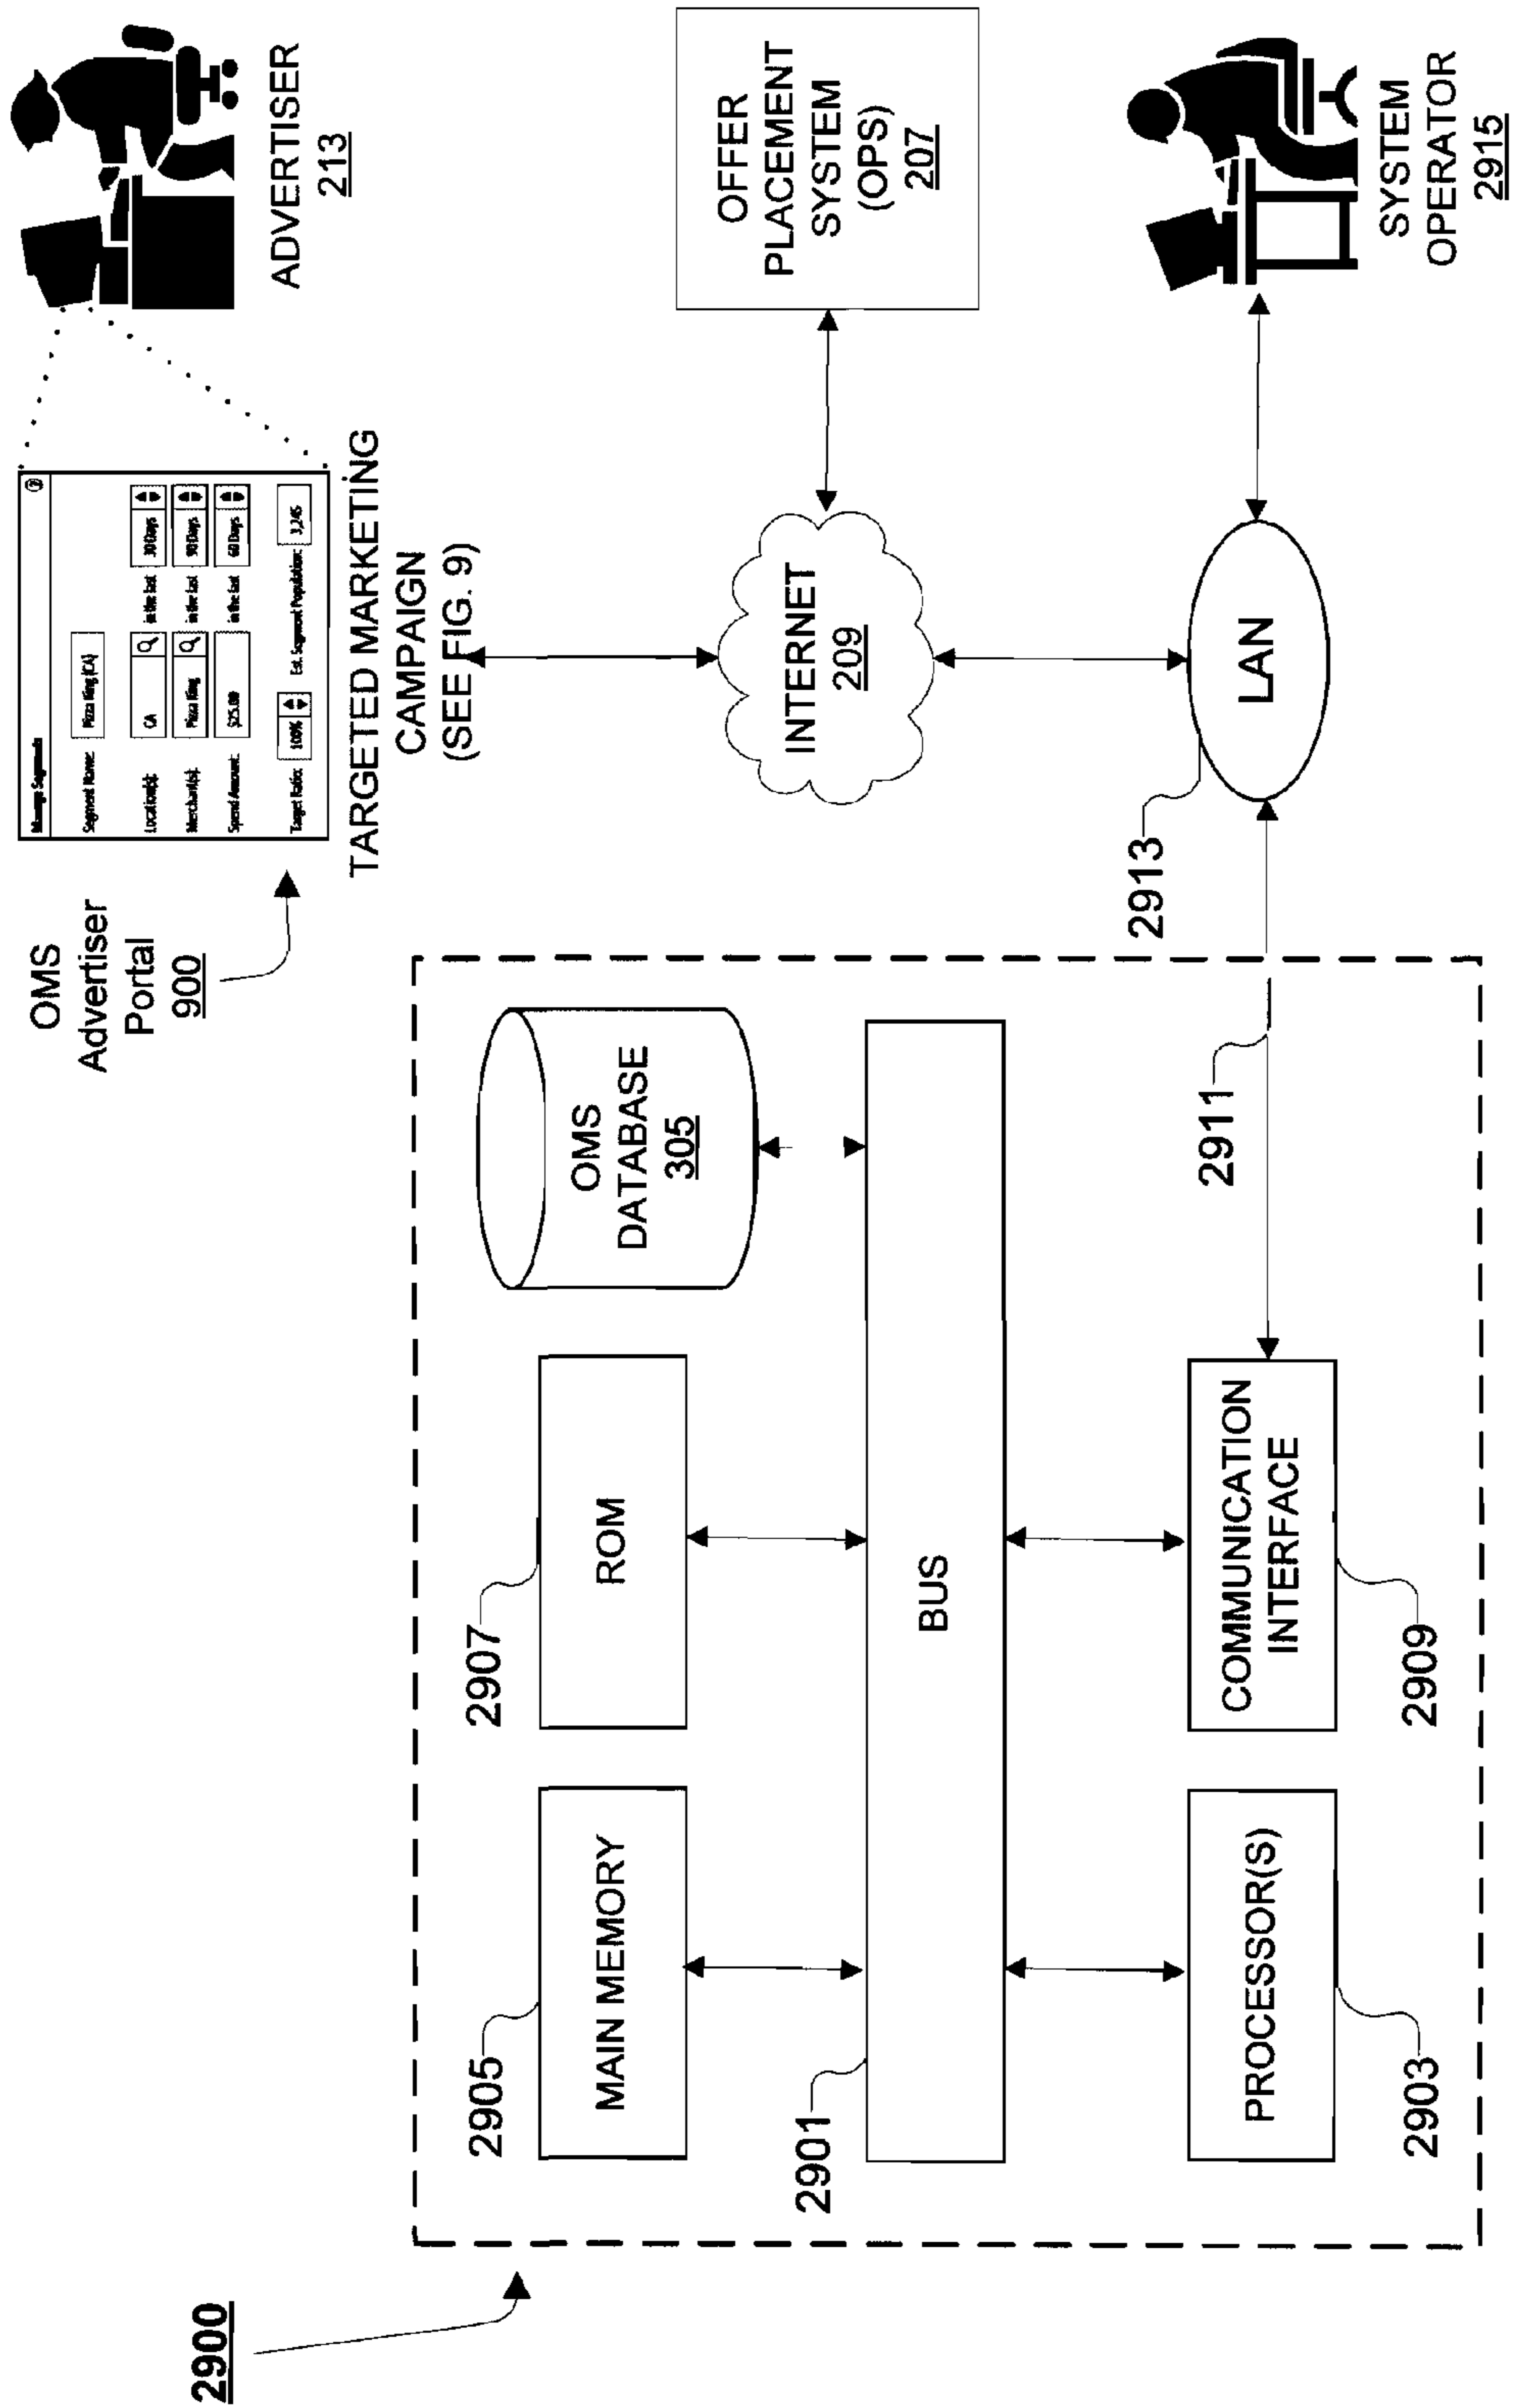 2900
OMS
Advertiser
Portal
900
Manage Segments
Segment Name:
Pizza King (CA)
Location(s):
CA
in the last
30 Days
Merchant(s):
Pizza King
in the last
90 Days
Spend Amount:
$25.00
in the last
60 Days
Target Ratio:
100%
Est. Segment Population:
3,245
TARGETED MARKETING
CAMPAIGN
(SEE FIG. 9)
ADVERTISER
213
2905
MAIN MEMORY
2907
ROM
OMS
DATABASE
305
2901
BUS
PROCESSOR(S)
2903
COMMUNICATION
INTERFACE
2909
2911
2913
INTERNET
209
LAN
OFFER
PLACEMENT
SYSTEM
(OPS)
207
SYSTEM
OPERATOR
2915